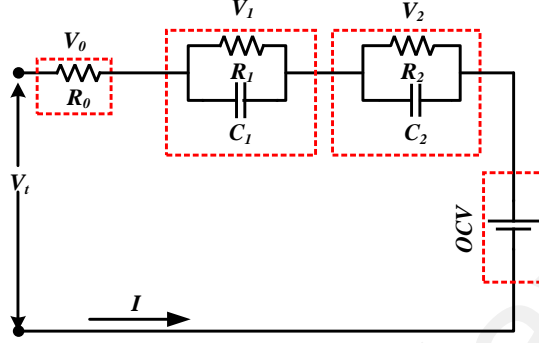 V₀
V₁
V₂
R₀
R₁
R₂
C₁
C₂
Vₜ
OCV
I